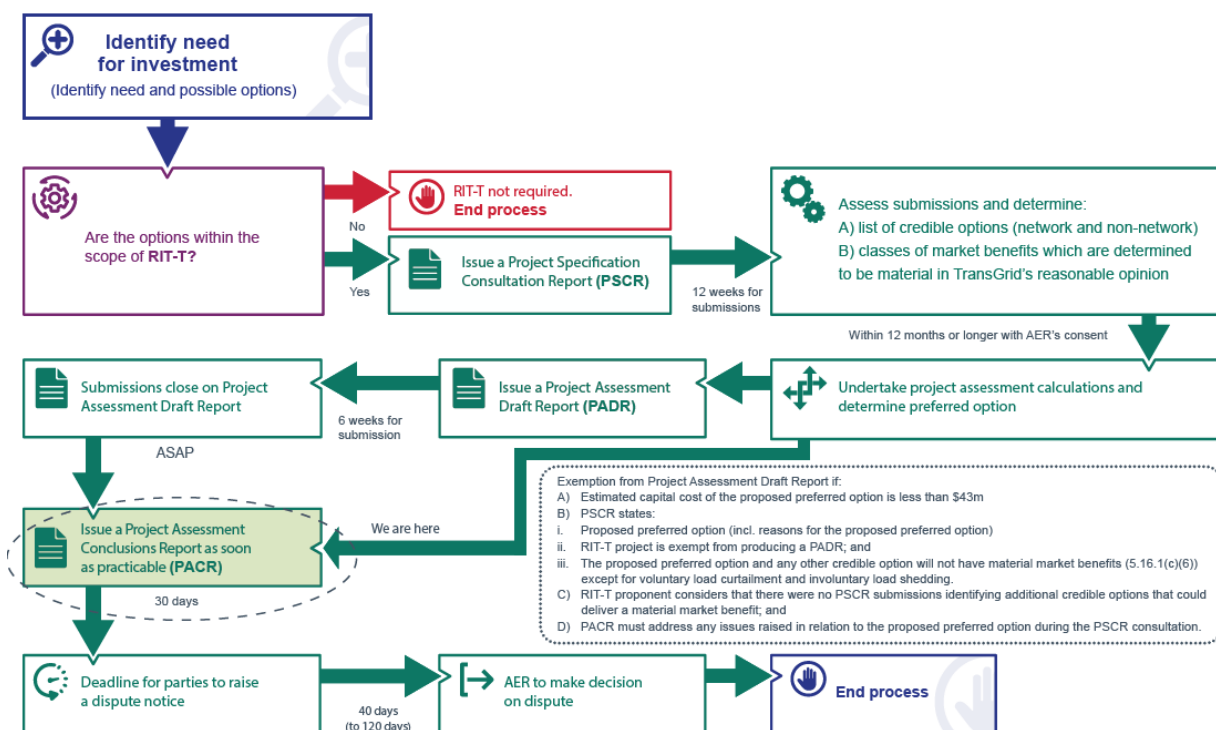 Identify need
for investment
(Identify need and possible options)
Are the options within the
scope of RIT-T?
No
Yes
RIT-T not required.
End process
Issue a Project Specification
Consultation Report (PSCR)
12 weeks for
submissions
Assess submissions and determine:
A) list of credible options (network and non-network)
B) classes of market benefits which are determined
to be material in TransGrid's reasonable opinion
Within 12 months or longer with AER's consent
Undertake project assessment calculations and
determine preferred option
Issue a Project Assessment
Draft Report (PADR)
6 weeks for
submission
Submissions close on Project
Assessment Draft Report
ASAP
We are here
Issue a Project Assessment
Conclusions Report as soon
as practicable (PACR)
30 days
Exemption from Project Assessment Draft Report if:
A) Estimated capital cost of the proposed preferred option is less than $43m
B) PSCR states:
i. Proposed preferred option (incl. reasons for the proposed preferred option)
ii. RIT-T project is exempt from producing a PADR; and
iii. The proposed preferred option and any other credible option will not have material market benefits (5.16.1(c)(6))
except for voluntary load curtailment and involuntary load shedding.
C) RIT-T proponent considers that there were no PSCR submissions identifying additional credible options that could
deliver a material market benefit; and
D) PACR must address any issues raised in relation to the proposed preferred option during the PSCR consultation.
Deadline for parties to raise
a dispute notice
40 days
(to 120 days)
AER to make decision
on dispute
End process